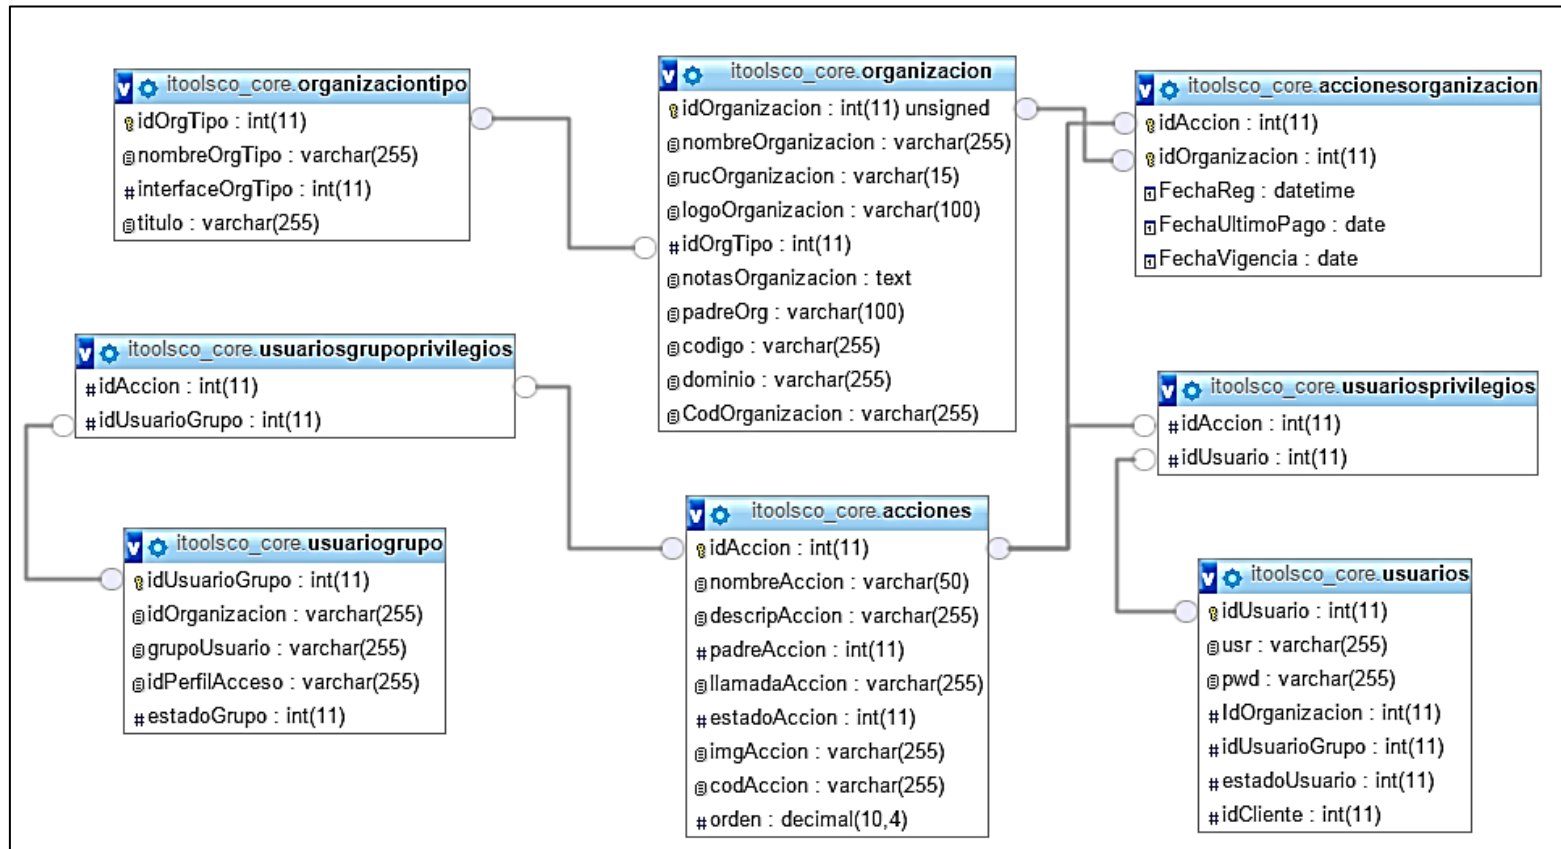 itoolsco_core.organizaciontipo
idOrgTipo : int(11)
nombreOrgTipo : varchar(255)
#interfaceOrgTipo : int(11)
titulo : varchar(255)
itoolsco_core.organizacion
idOrganizacion : int(11) unsigned
nombreOrganizacion : varchar(255)
rucOrganizacion : varchar(15)
logoOrganizacion : varchar(100)
#idOrgTipo : int(11)
notasOrganizacion : text
padreOrg : varchar(100)
codigo : varchar(255)
dominio : varchar(255)
CodOrganizacion : varchar(255)
itoolsco_core.accionesorganizacion
idAccion : int(11)
idOrganizacion : int(11)
FechaReg : datetime
FechaUltimoPago : date
FechaVigencia : date
itoolsco_core.usuariosgrupoprivilegios
#idAccion : int(11)
#idUsuarioGrupo : int(11)
itoolsco_core.usuariosprivilegios
#idAccion : int(11)
#idUsuario : int(11)
itoolsco_core.usuariogrupo
idUsuarioGrupo : int(11)
idOrganizacion : varchar(255)
grupoUsuario : varchar(255)
idPerfilAcceso : varchar(255)
#estadoGrupo : int(11)
itoolsco_core.acciones
idAccion : int(11)
nombreAccion : varchar(50)
descripAccion : varchar(255)
#padreAccion : int(11)
llamadaAccion : varchar(255)
#estadoAccion : int(11)
imgAccion : varchar(255)
codAccion : varchar(255)
#orden : decimal(10,4)
itoolsco_core.usuarios
idUsuario : int(11)
usr : varchar(255)
pwd : varchar(255)
#IdOrganizacion : int(11)
#idUsuarioGrupo : int(11)
#estadoUsuario : int(11)
#idCliente : int(11)